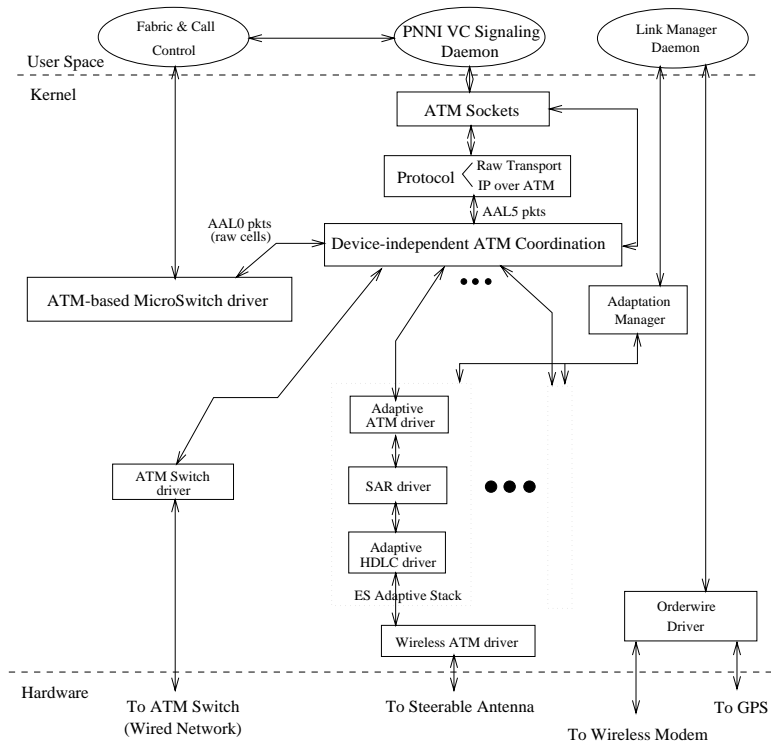 Fabric & Call
Control
PNNI VC Signaling
Daemon
Link Manager
Daemon
User Space
Kernel
ATM Sockets
Protocol
Raw Transport
IP over ATM
AAL5 pkts
AAL0 pkts
(raw cells)
Device-independent ATM Coordination
ATM-based MicroSwitch driver
Adaptation
Manager
Adaptive
ATM driver
ATM Switch
driver
SAR driver
Adaptive
HDLC driver
ES Adaptive Stack
Orderwire
Driver
Wireless ATM driver
Hardware
To ATM Switch
(Wired Network)
To Steerable Antenna
To GPS
To Wireless Modem